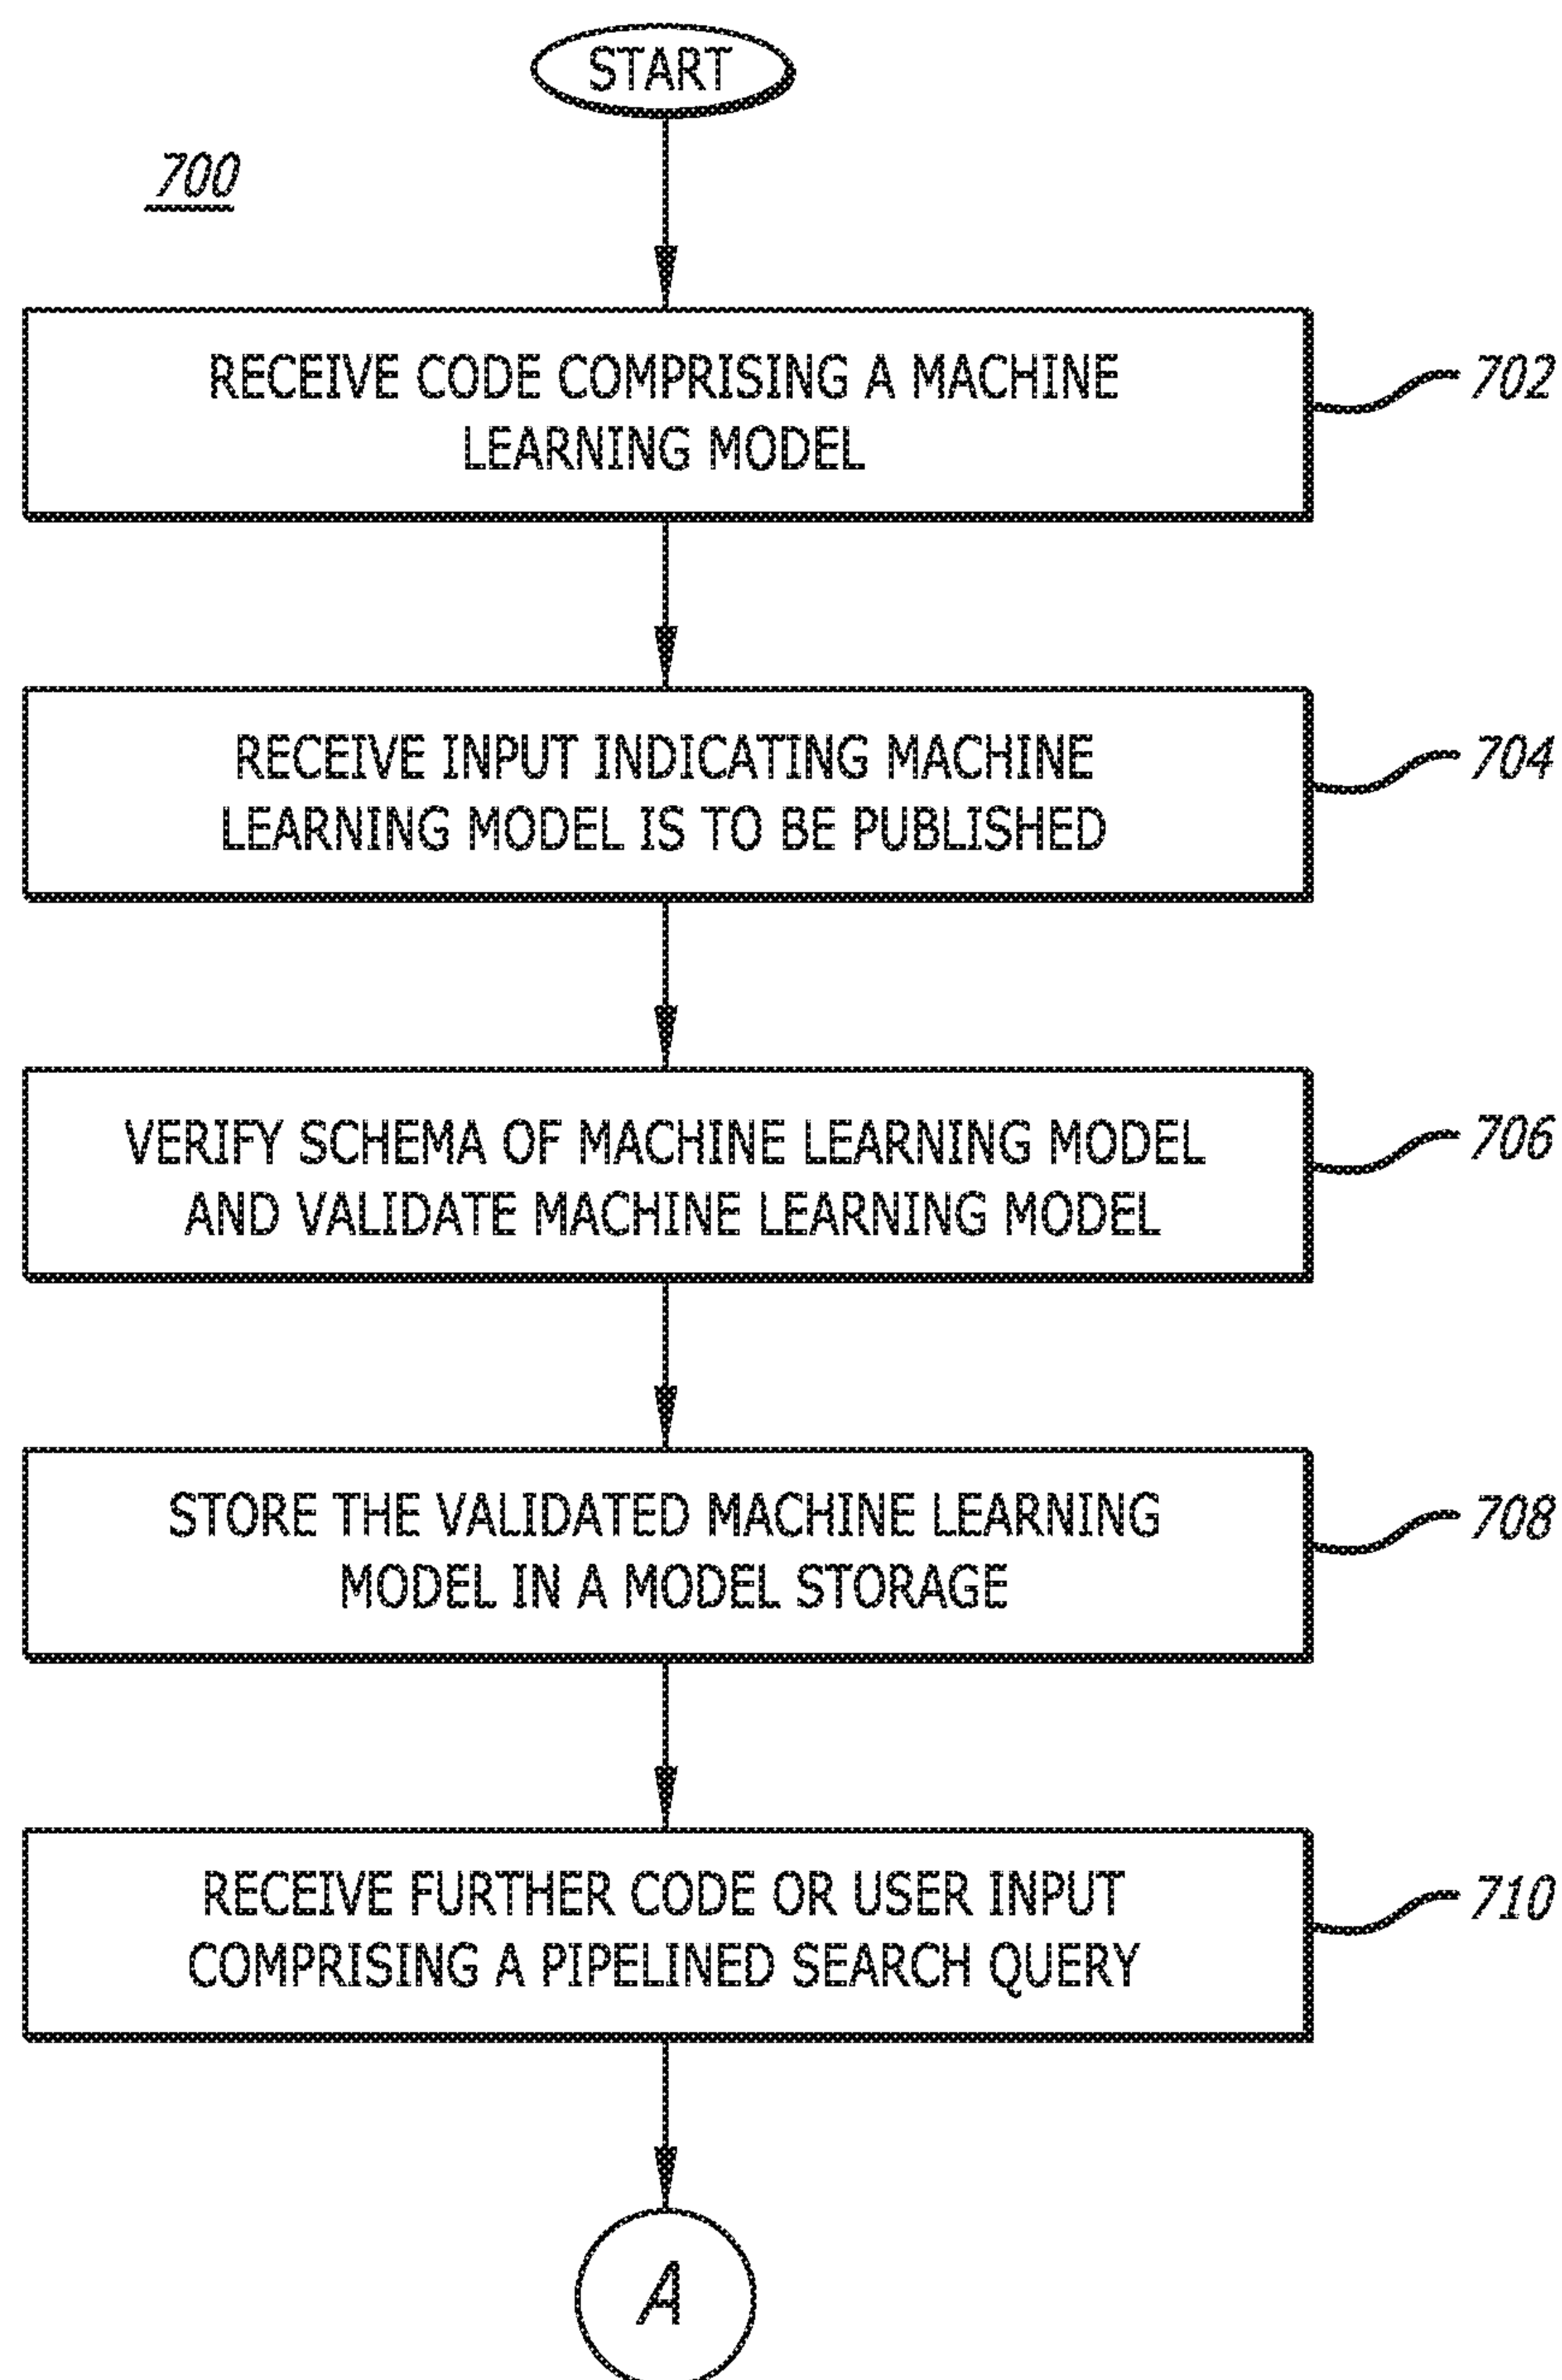 START
700
RECEIVE CODE COMPRISING A MACHINE
LEARNING MODEL
702
RECEIVE INPUT INDICATING MACHINE
LEARNING MODEL IS TO BE PUBLISHED
704
VERIFY SCHEMA OF MACHINE LEARNING MODEL
AND VALIDATE MACHINE LEARNING MODEL
706
STORE THE VALIDATED MACHINE LEARNING
MODEL IN A MODEL STORAGE
708
RECEIVE FURTHER CODE OR USER INPUT
COMPRISING A PIPELINED SEARCH QUERY
710
A